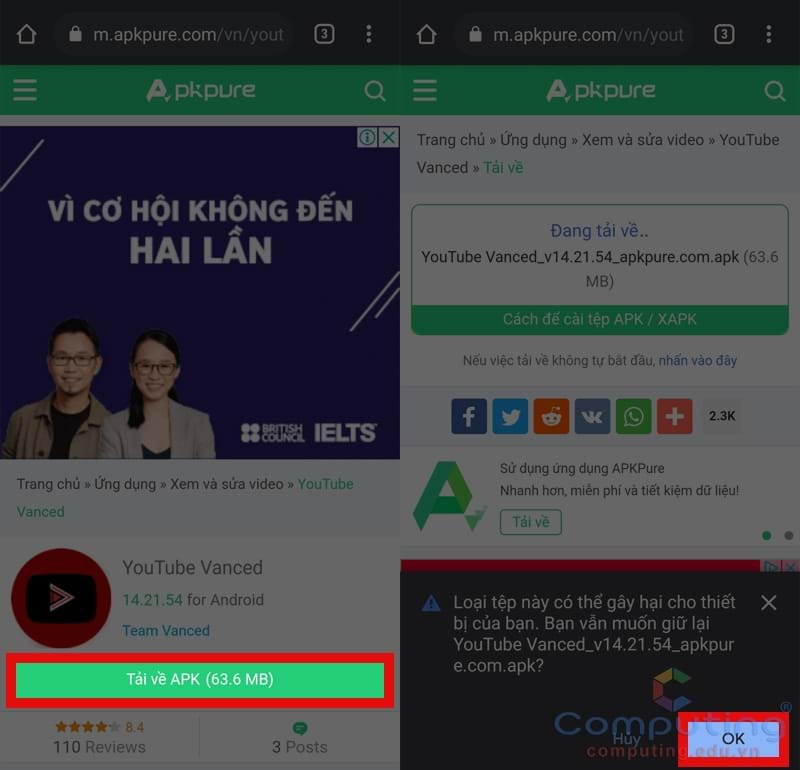 m.apkpure.com/vn/yout
3
Apkpure
VÌ CƠ HỘI KHÔNG ĐẾN
HAI LẦN
BRITISH
COUNCIL
IELTS
Trang chủ » Ứng dụng » Xem và sửa video » YouTube
Vanced
YouTube Vanced
14.21.54 for Android
Team Vanced
Tải về APK (63.6 MB)
8.4
110 Reviews
3 Posts
m.apkpure.com/vn/yout
3
Apkpure
Trang chủ » Ứng dụng » Xem và sửa video » YouTube
Vanced » Tải về
Đang tải về..
YouTube Vanced_v14.21.54_apkpure.com.apk (63.6
MB)
Cách để cài tệp APK / XAPK
Nếu việc tải về không tự bắt đầu, nhấn vào đây
2.3K
Sử dụng ứng dụng APKPure
Nhanh hơn, miễn phí và tiết kiệm dữ liệu!
Tải về
Loại tệp này có thể gây hại cho thiết
bị của bạn. Bạn vẫn muốn giữ lại
YouTube Vanced_v14.21.54_apkpur
e.com.apk?
Computing
®
Hủy
OK
computing.edu.vn